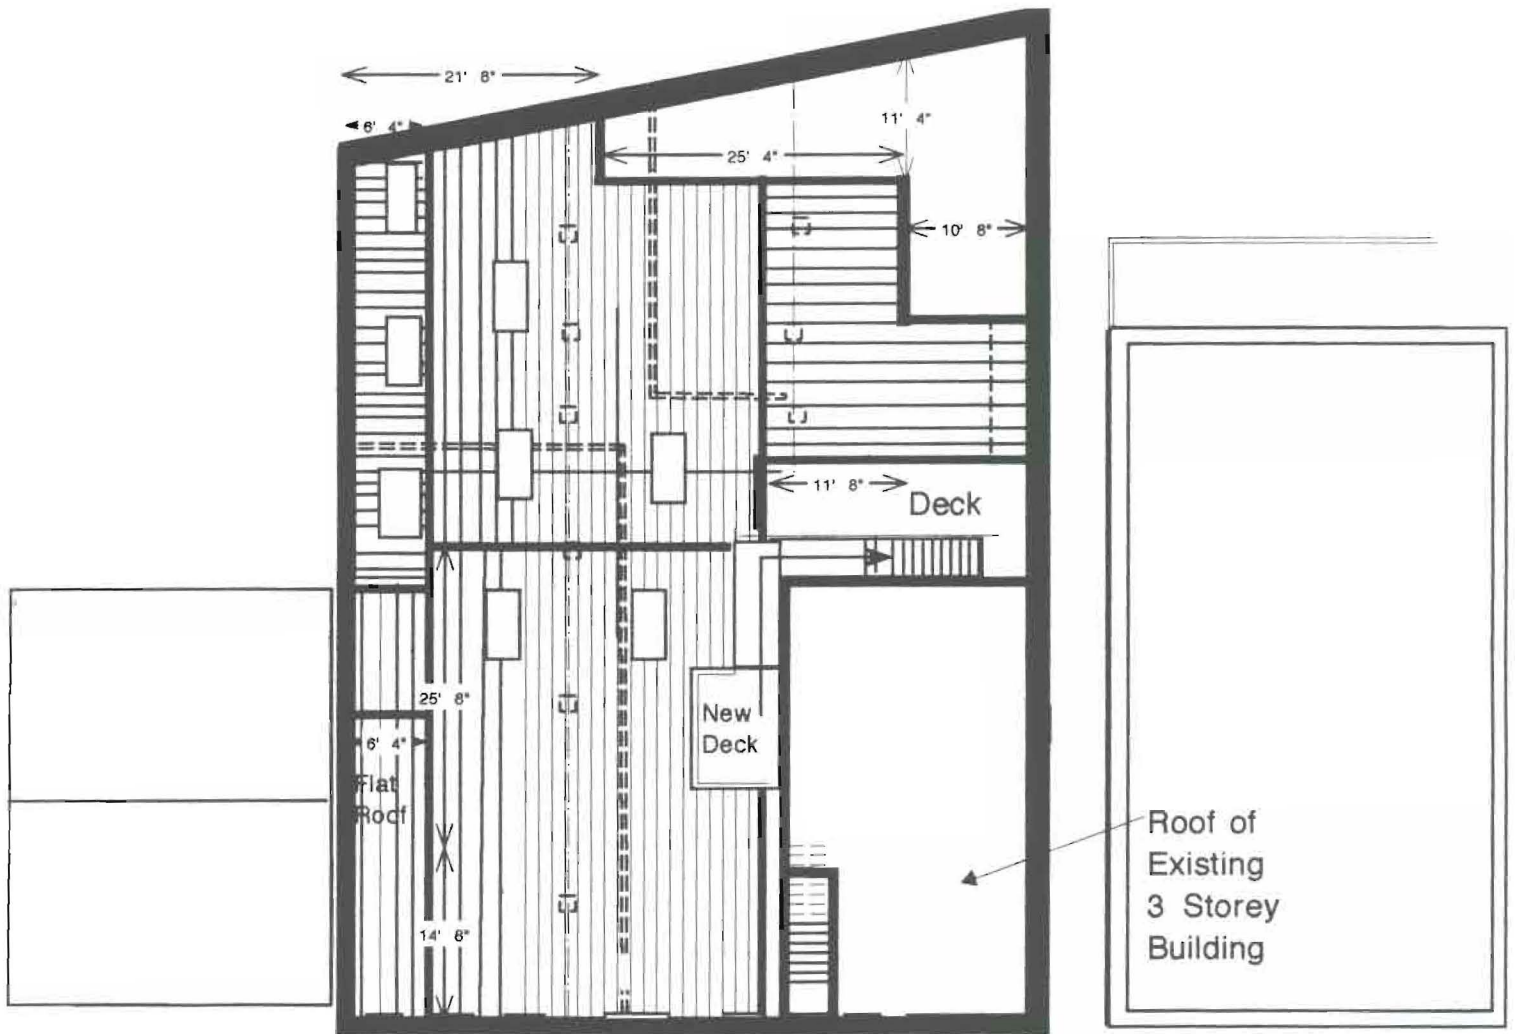 21' 8"
6' 4"
11' 4"
25' 4"
10' 8"
11' 8"
Deck
25' 8"
New
Deck
6' 4"
Flat
Roof
Roof of
Existing
3 Storey
Building
14' 8"